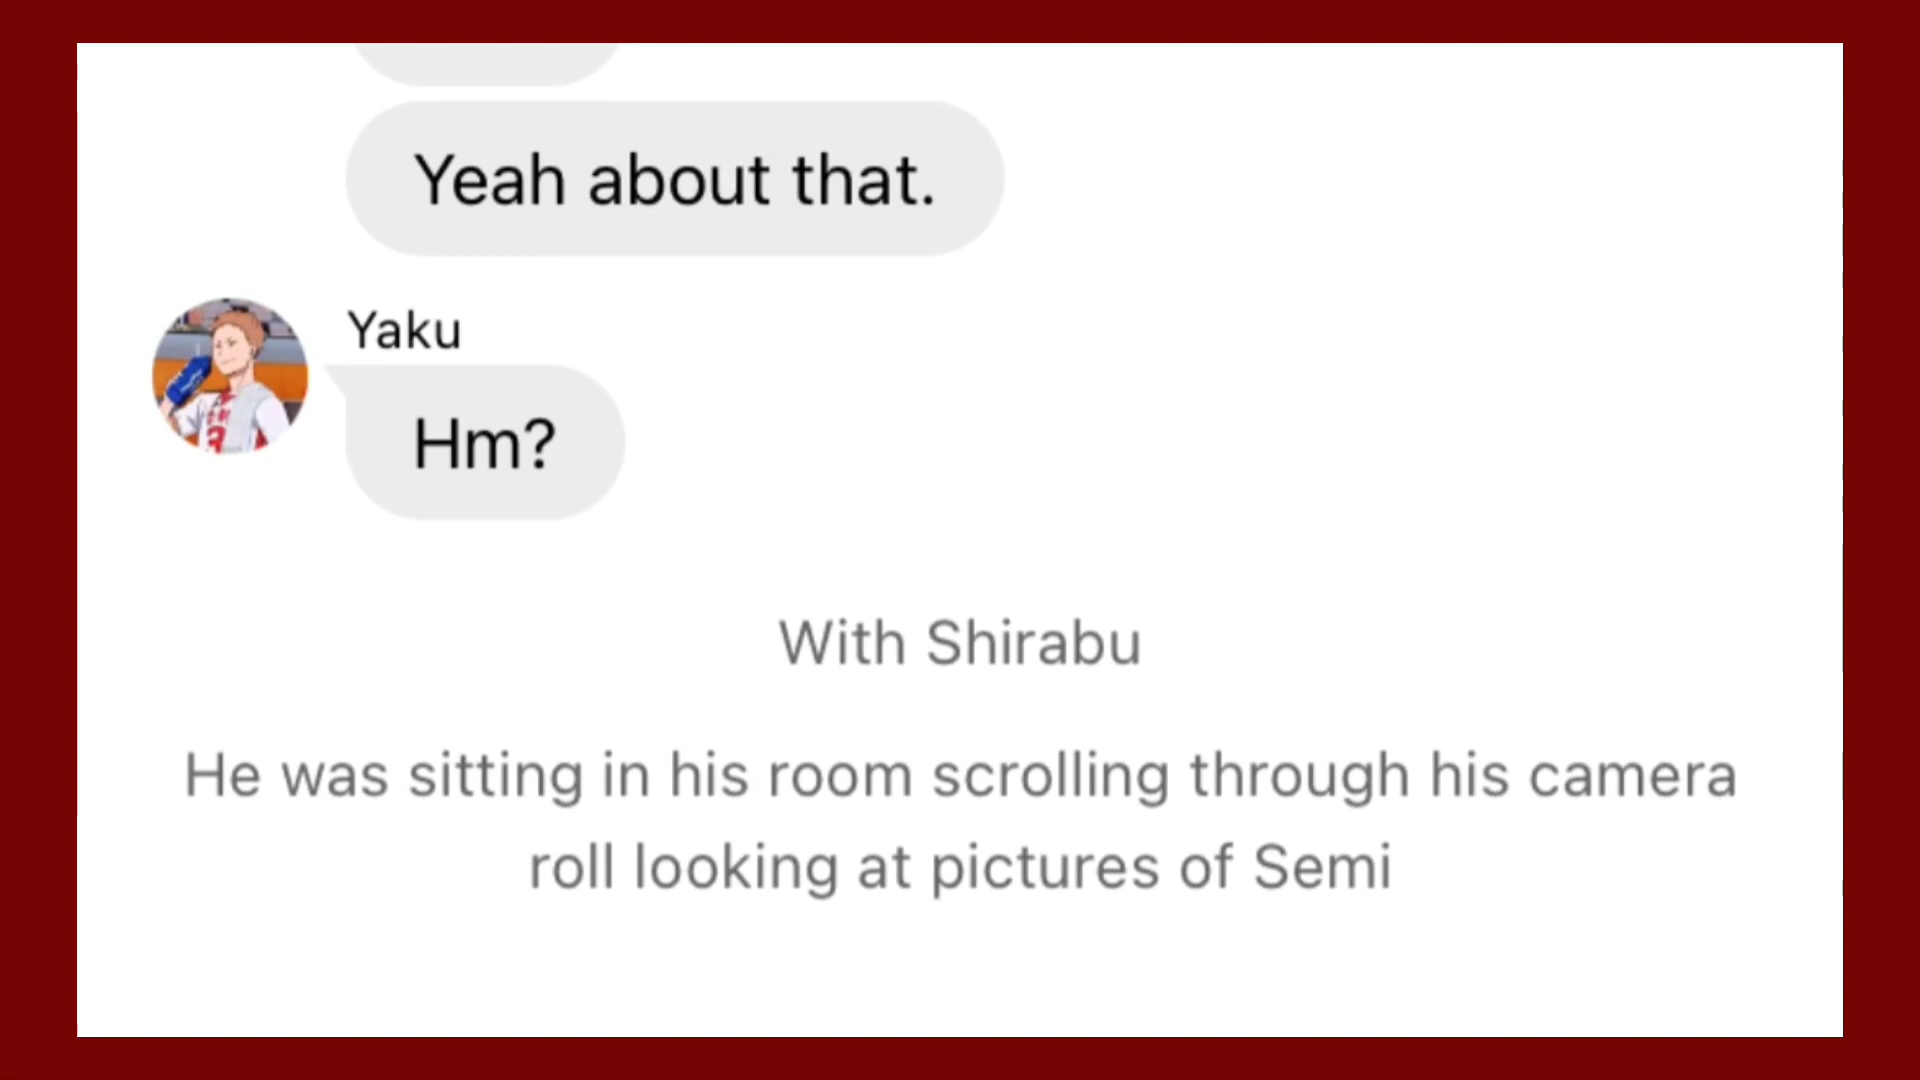 Yeah about that.
Yaku
Hm?
With Shirabu
He was sitting in his room scrolling through his camera
roll looking at pictures of Semi